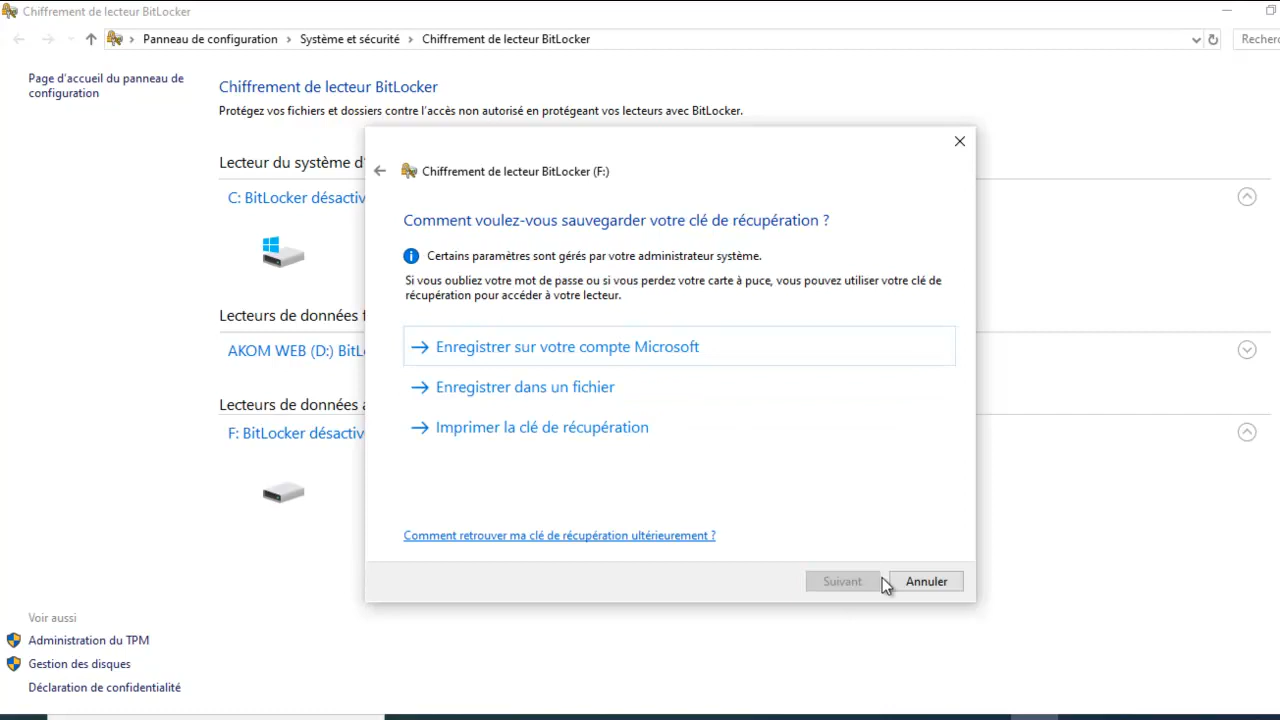 Chiffrement de lecteur BitLocker
Panneau de configuration › Système et sécurité › Chiffrement de lecteur BitLocker
Page d'accueil du panneau de
configuration
Chiffrement de lecteur BitLocker
Protégez vos fichiers et dossiers contre l'accès non autorisé en protégeant vos lecteurs avec BitLocker.
Lecteur du système
C: BitLocker
Lecteurs de données
AKOM WEB (D:)
Lecteurs de données
F: BitLocker
Chiffrement de lecteur BitLocker (F:)
Comment voulez-vous sauvegarder votre clé de récupération ?
Certains paramètres sont gérés par votre administrateur système.
Si vous oubliez votre mot de passe ou si vous perdez votre carte à puce, vous pouvez utiliser votre clé de
récupération pour accéder à votre lecteur.
→ Enregistrer sur votre compte Microsoft
→ Enregistrer dans un fichier
→ Imprimer la clé de récupération
Comment retrouver ma clé de récupération ultérieurement ?
Suivant
Annuler
Voir aussi
Administration du TPM
Gestion des disques
Déclaration de confidentialité